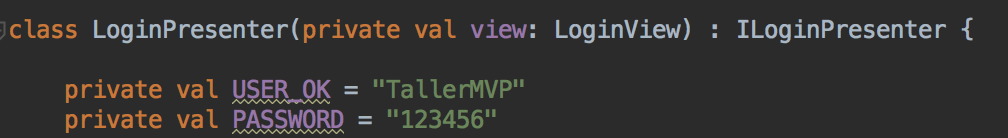 class LoginPresenter(private val view: LoginView) : ILoginPresenter {
private val USER_OK = "TallerMVP"
private val PASSWORD = "123456"